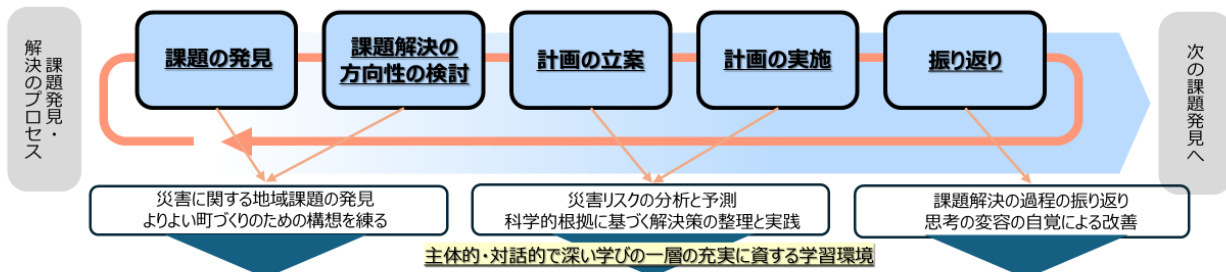 課題発見・
解決のプロセス
課題の発見
課題解決の
方向性の検討
計画の立案
計画の実施
振り返り
次の課題発見へ
災害に関する地域課題の発見
よりよい町づくりのための構想を練る
災害リスクの分析と予測
科学的根拠に基づく解決策の整理と実践
課題解決の過程の振り返り
思考の変容の自覚による改善
主体的・対話的で深い学びの一層の充実に資する学習環境